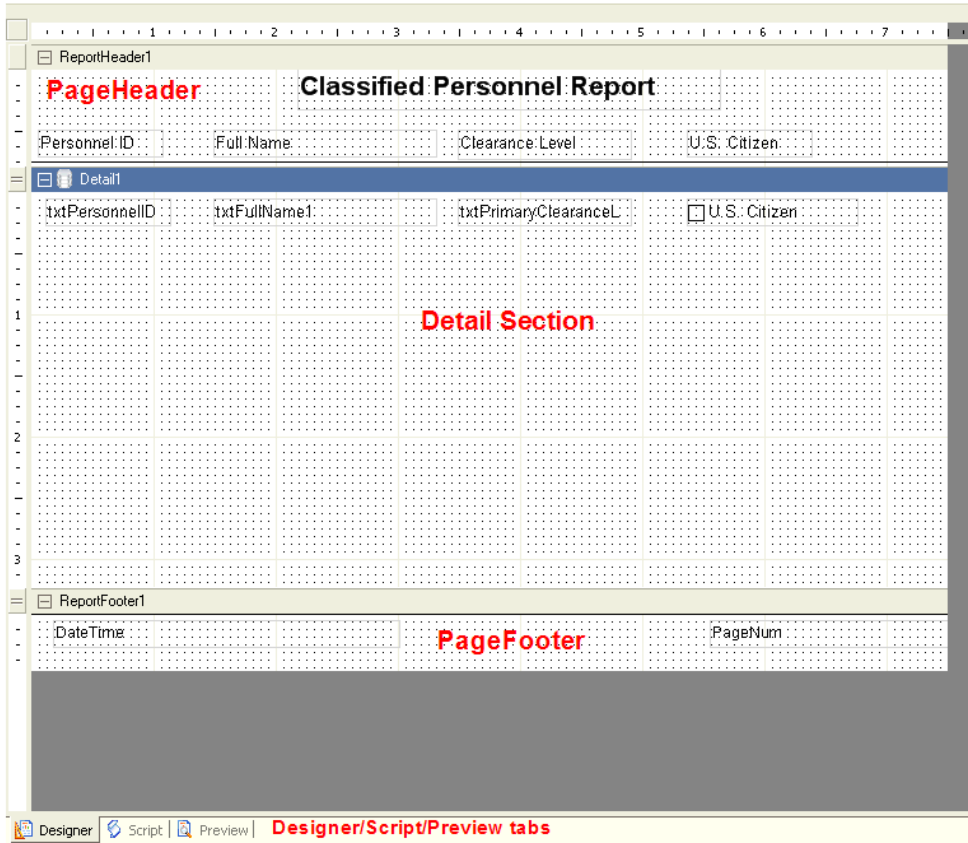 1 2 3 4 5 6 7
ReportHeader1
PageHeader Classified Personnel Report
Personnel ID Full Name Clearance Level U.S. Citizen
Detail1
txtPersonnelID txtFullName1 txtPrimaryClearanceL U.S. Citizen
1
Detail Section
2
3
ReportFooter1
DateTime PageFooter PageNum
Designer Script Preview Designer/Script/Preview tabs